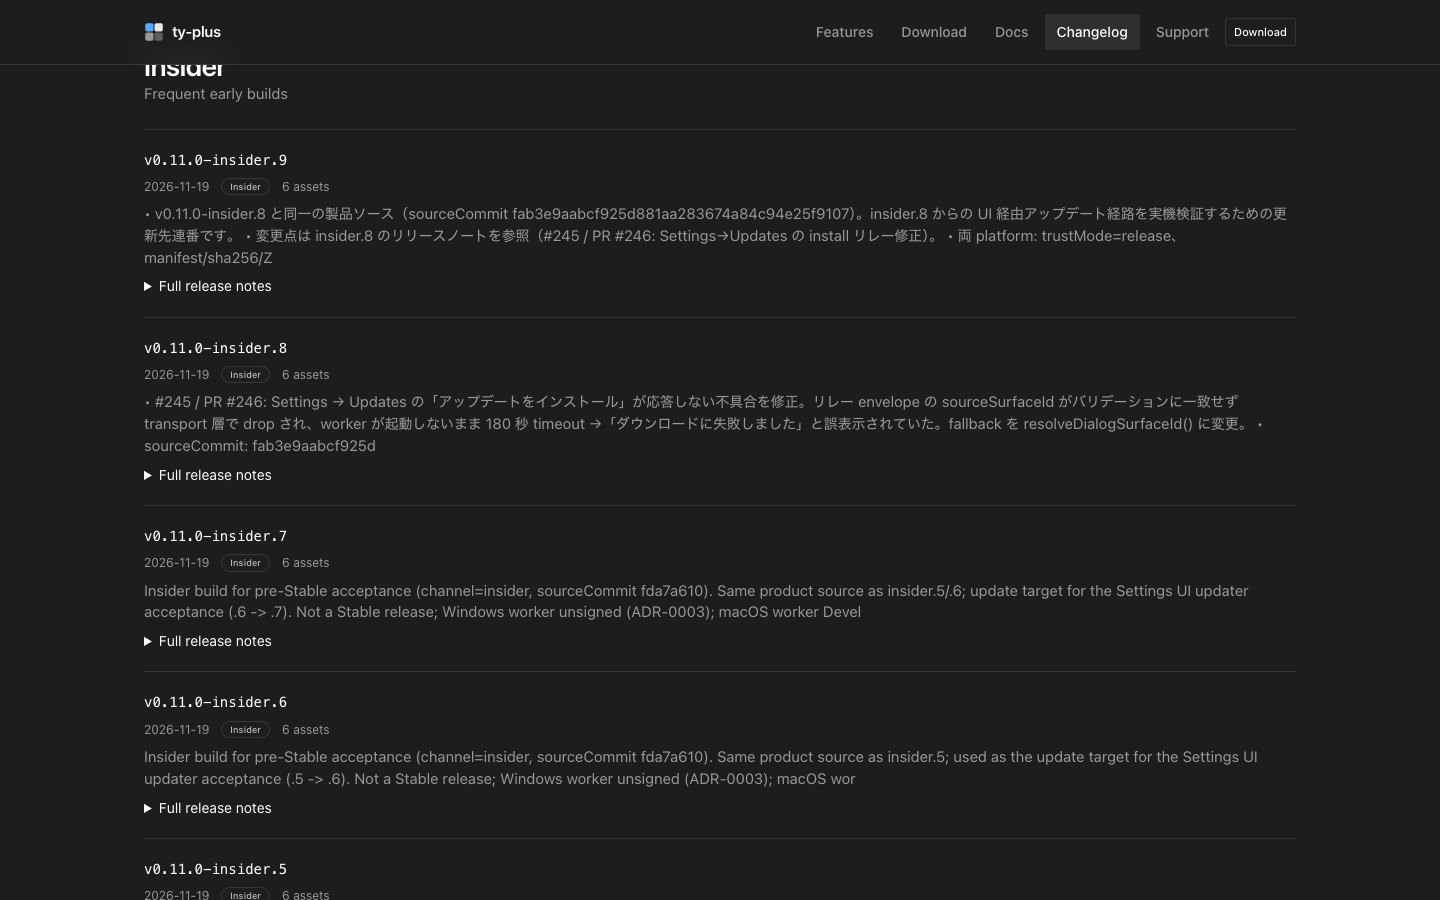 ty-plus
Features
Download
Docs
Changelog
Support
Download
Insider
Frequent early builds
v0.11.0-insider.9
2026-11-19 Insider 6 assets
• v0.11.0-insider.8 と同一の製品ソース（sourceCommit fab3e9aabcf925d881aa283674a84c94e25f9107）。insider.8 からの UI 経由アップデート経路を実機検証するための更
新先連番です。 • 変更点は insider.8 のリリースノートを参照（#245 / PR #246: Settings→Updates の install リレー修正）。 • 両 platform: trustMode=release、
manifest/sha256/Z
Full release notes
v0.11.0-insider.8
2026-11-19 Insider 6 assets
• #245 / PR #246: Settings → Updates の「アップデートをインストール」が応答しない不具合を修正。リレー envelope の sourceSurfaceId がバリデーションに一致せず
transport 層で drop され、worker が起動しないまま 180 秒 timeout →「ダウンロードに失敗しました」と誤表示されていた。fallback を resolveDialogSurfaceId() に変更。 •
sourceCommit: fab3e9aabcf925d
Full release notes
v0.11.0-insider.7
2026-11-19 Insider 6 assets
Insider build for pre-Stable acceptance (channel=insider, sourceCommit fda7a610). Same product source as insider.5/.6; update target for the Settings UI updater
acceptance (.6 -> .7). Not a Stable release; Windows worker unsigned (ADR-0003); macOS worker Devel
Full release notes
v0.11.0-insider.6
2026-11-19 Insider 6 assets
Insider build for pre-Stable acceptance (channel=insider, sourceCommit fda7a610). Same product source as insider.5; used as the update target for the Settings UI
updater acceptance (.5 -> .6). Not a Stable release; Windows worker unsigned (ADR-0003); macOS wor
Full release notes
v0.11.0-insider.5
2026-11-19 Insider 6 assets